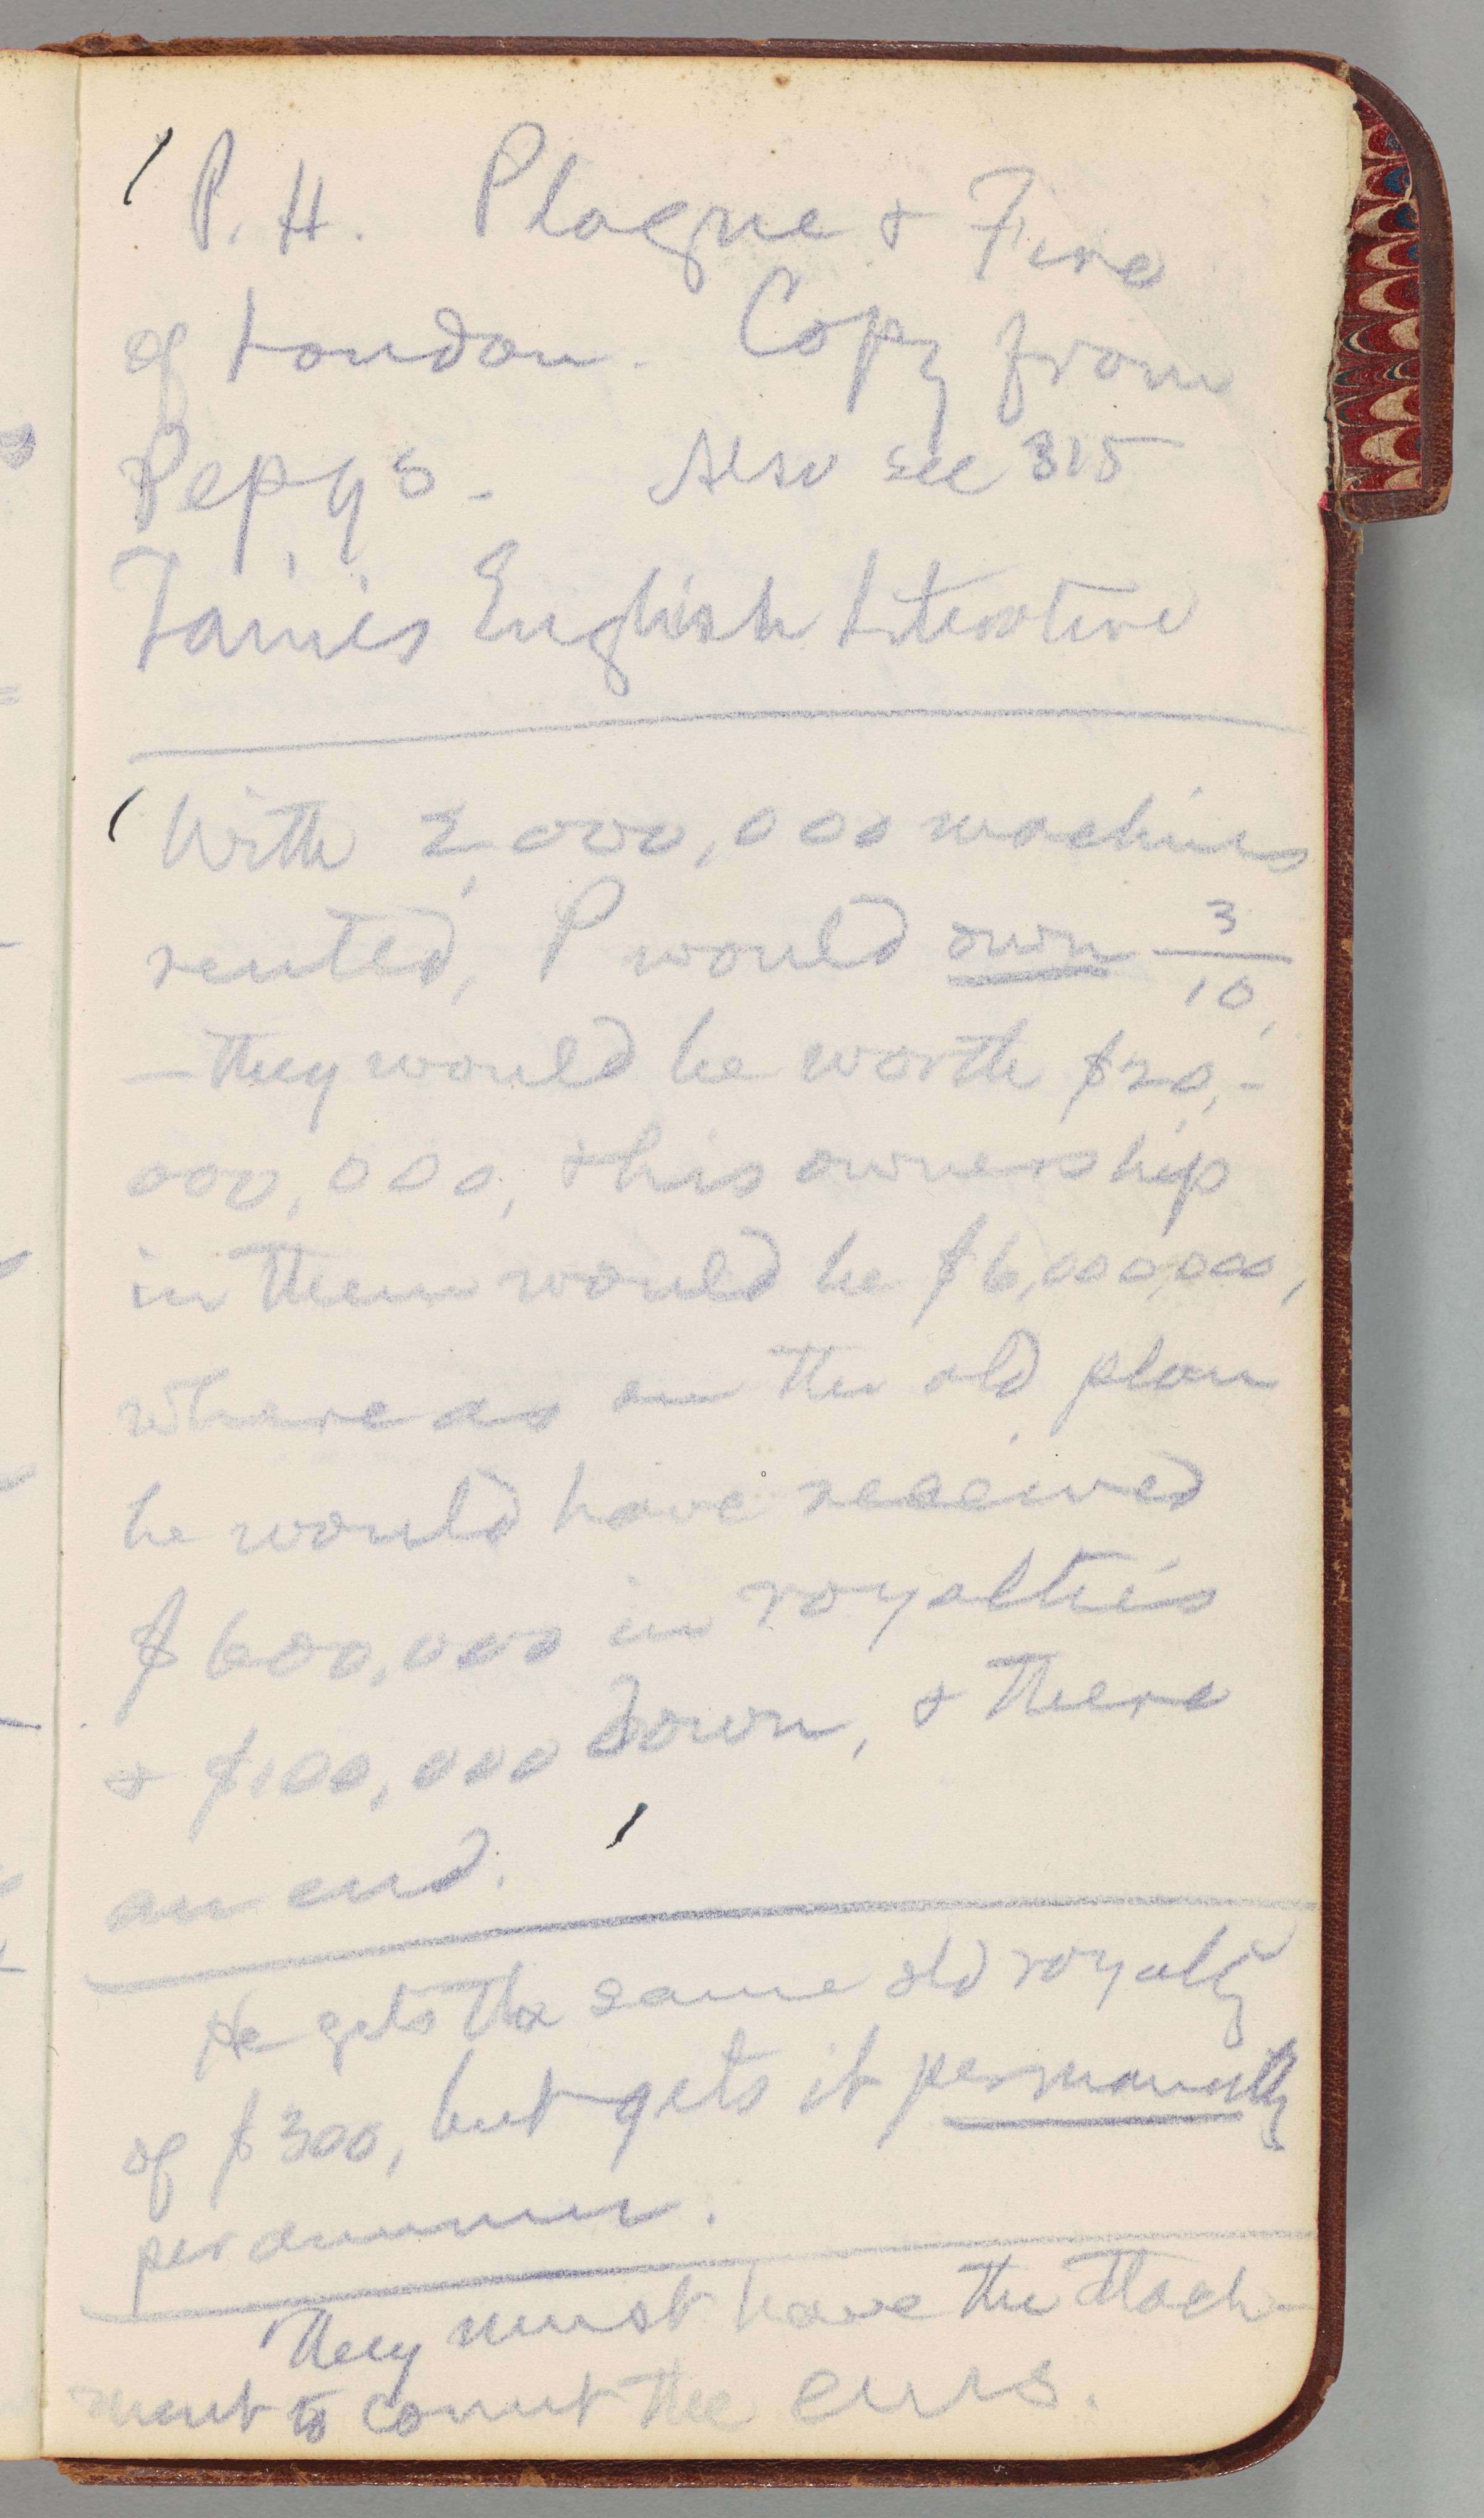 P. H. Plague & Fire
of London. Copy from
Pepys. Also see 315
Taine's English Literature
With 2,000,000 machines
rented, P would own 3/10,
—they would be worth $20,-
000,000, & his ownership
in them would be $6,000,000,
whereas on the old plan
he would have received
$600,000 in royalties
& $100,000 down, & there
an end.
He gets the same old royalty
of $300, but gets it permanently
per annum.
They must have the attach-
ment to count the ems.